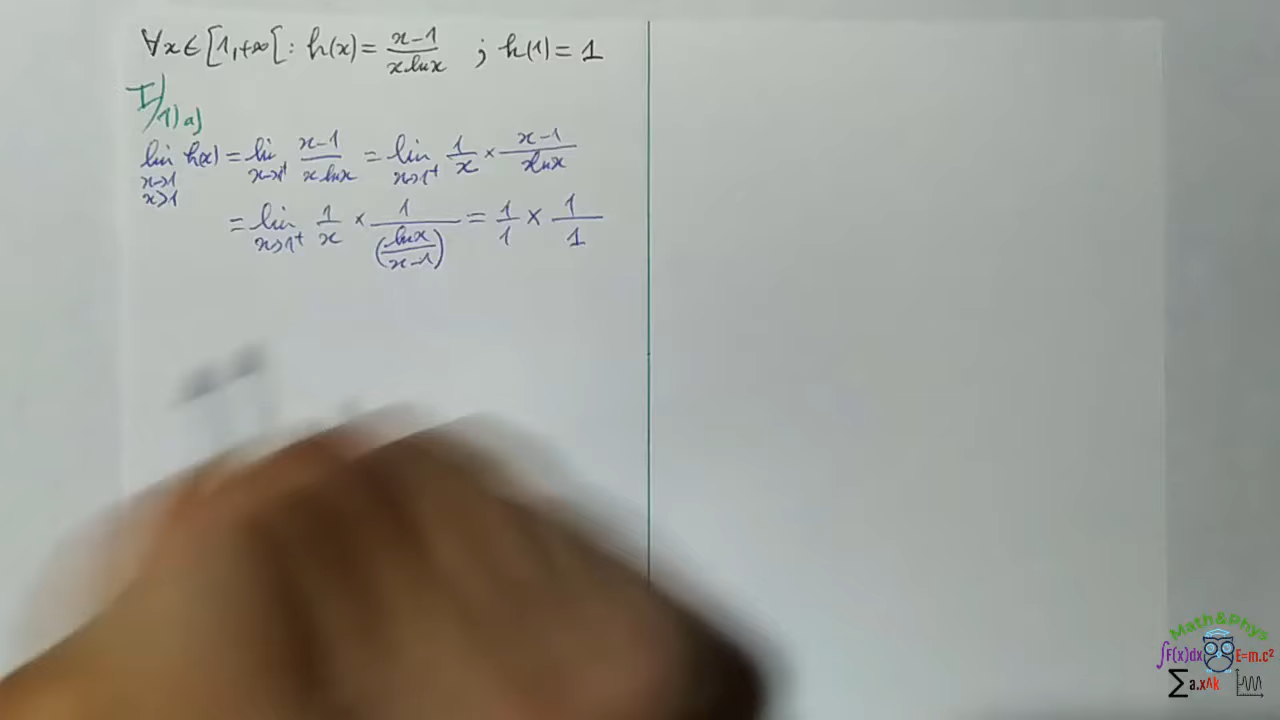 ∀x∈[1,+∞[ : h(x) = (x-1)/(x ln x) ; h(1) = 1
I/
1) a)
lim x→1 x>1 h(x) = lim x→1⁺ (x-1)/(x ln x) = lim x→1⁺ 1/x × (x-1)/(ln x)
= lim x→1⁺ 1/x × 1/((ln x)/(x-1)) = 1/1 × 1/1
Math & Phys
∫F(x)dx E=m.c²
∑ a.x^k